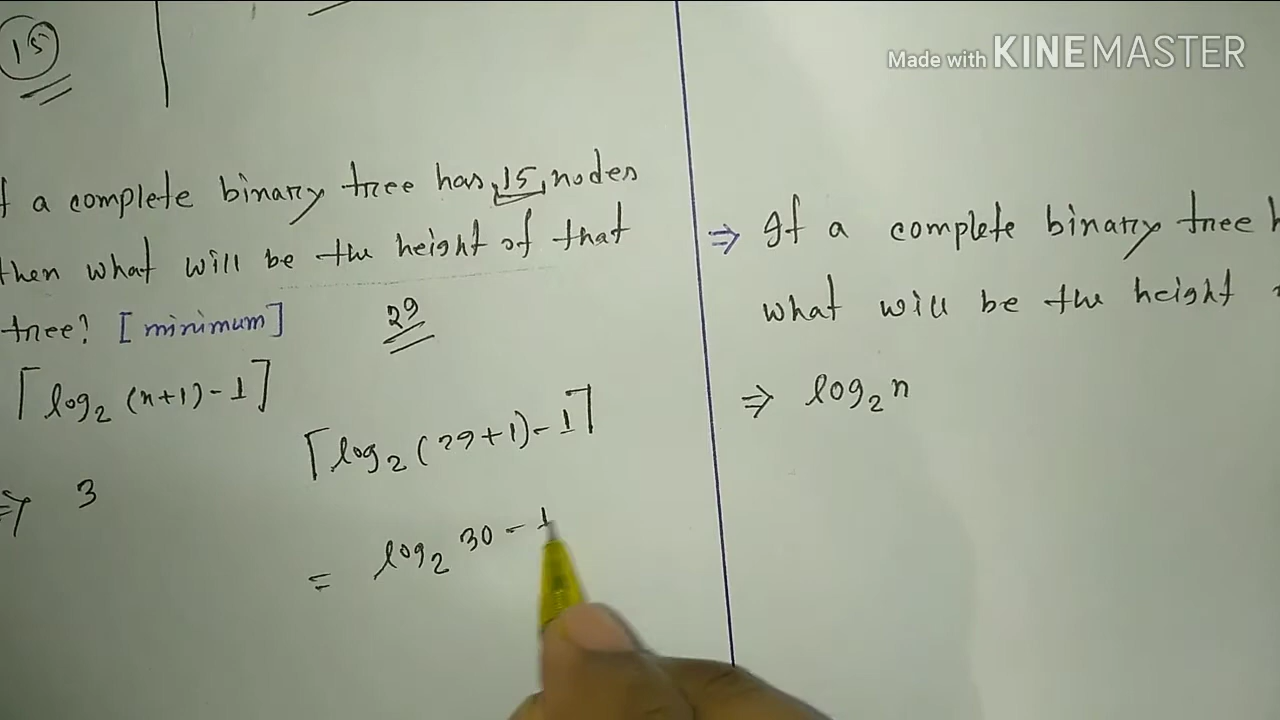 15
Made with KINEMASTER
f a complete binary tree has 15 nodes
then what will be the height of that
tree? [minimum]
29
⌈log₂ (n+1)-1⌉
⌈log₂ (29+1)-1⌉
⇒ 3
= log₂ 30 - 1
⇒ If a complete binary tree h
what will be the height
⇒ log₂ n